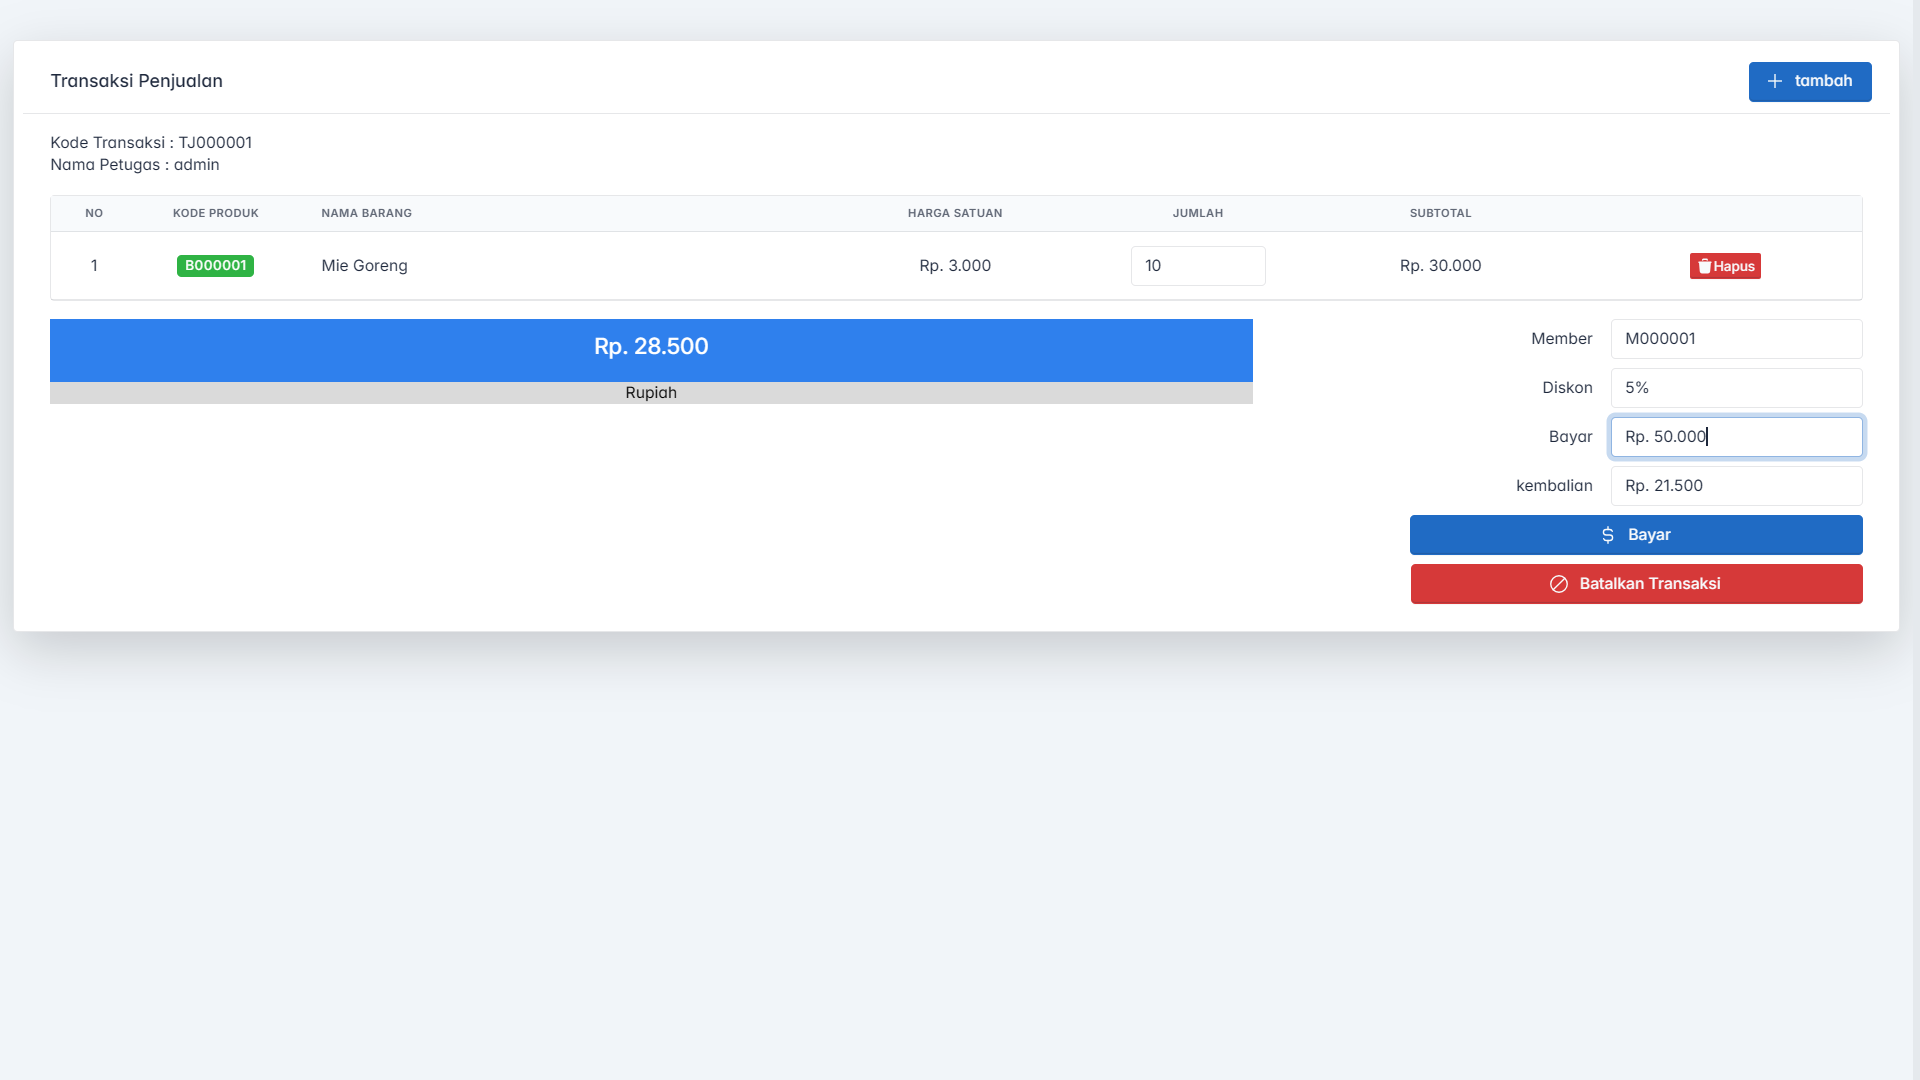 Transaksi Penjualan
tambah
Kode Transaksi : TJ000001
Nama Petugas : admin
NO KODE PRODUK NAMA BARANG HARGA SATUAN JUMLAH SUBTOTAL
1 B000001 Mie Goreng Rp. 3.000 10 Rp. 30.000 Hapus
Rp. 28.500
Rupiah
Member M000001
Diskon 5%
Bayar Rp. 50.000
kembalian Rp. 21.500
Bayar
Batalkan Transaksi